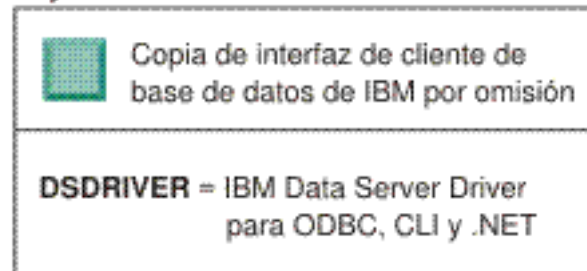 Copia de interfaz de cliente de
base de datos de IBM por omisión
DSDRIVER = IBM Data Server Driver
para ODBC, CLI y .NET